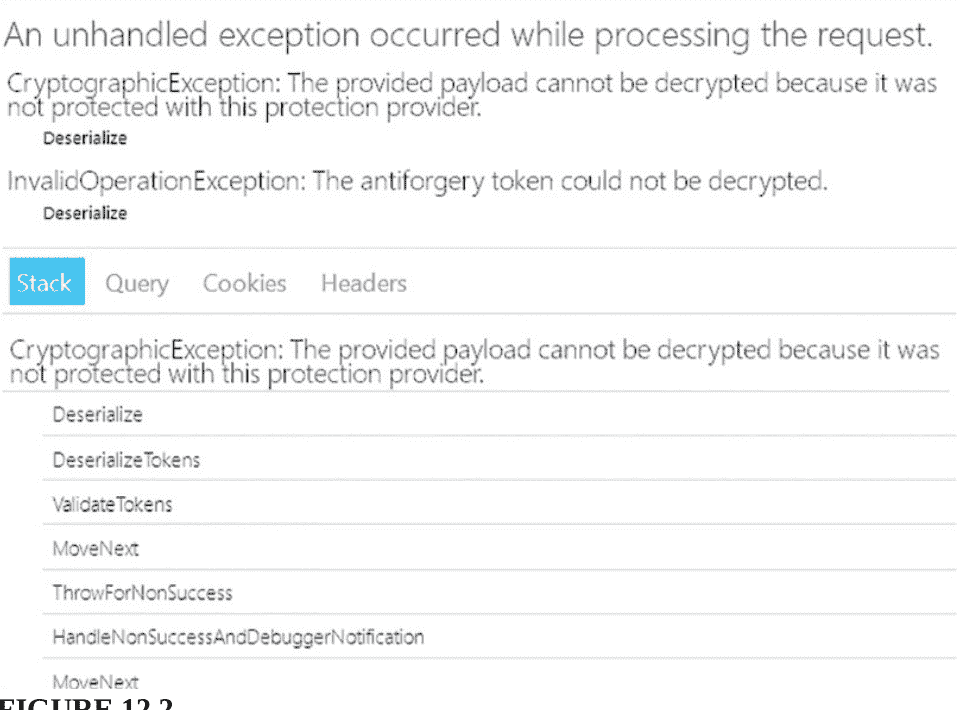 An unhandled exception occurred while processing the request.
CryptographicException: The provided payload cannot be decrypted because it was
not protected with this protection provider.
Deserialize
InvalidOperationException: The antiforgery token could not be decrypted.
Deserialize
Stack Query Cookies Headers
CryptographicException: The provided payload cannot be decrypted because it was
not protected with this protection provider.
Deserialize
DeserializeTokens
ValidateTokens
MoveNext
ThrowForNonSuccess
HandleNonSuccessAndDebuggerNotification
MoveNext
FIGURE 12.2